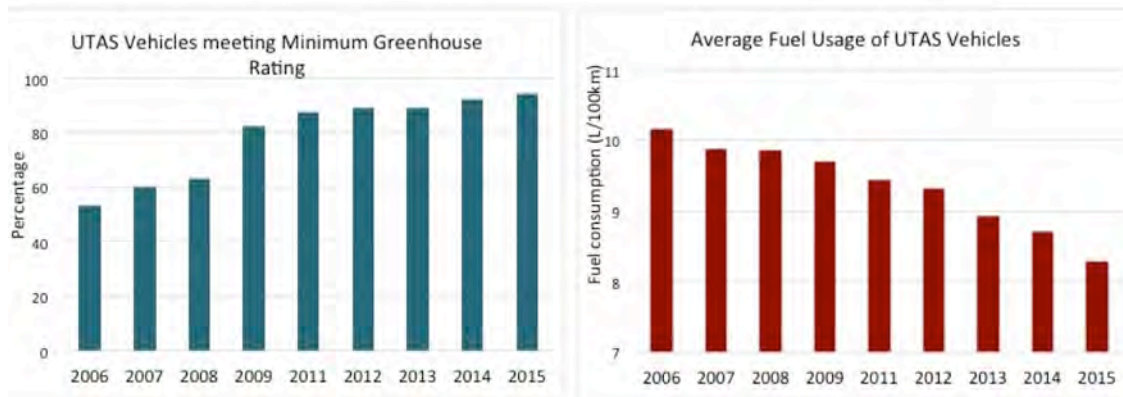 UTAS Vehicles meeting Minimum Greenhouse
Rating
100
80
60
40
20
0
Percentage
2006 2007 2008 2009 2011 2012 2013 2014 2015
Average Fuel Usage of UTAS Vehicles
11
10
9
8
7
Fuel consumption (L/100km)
2006 2007 2008 2009 2011 2012 2013 2014 2015